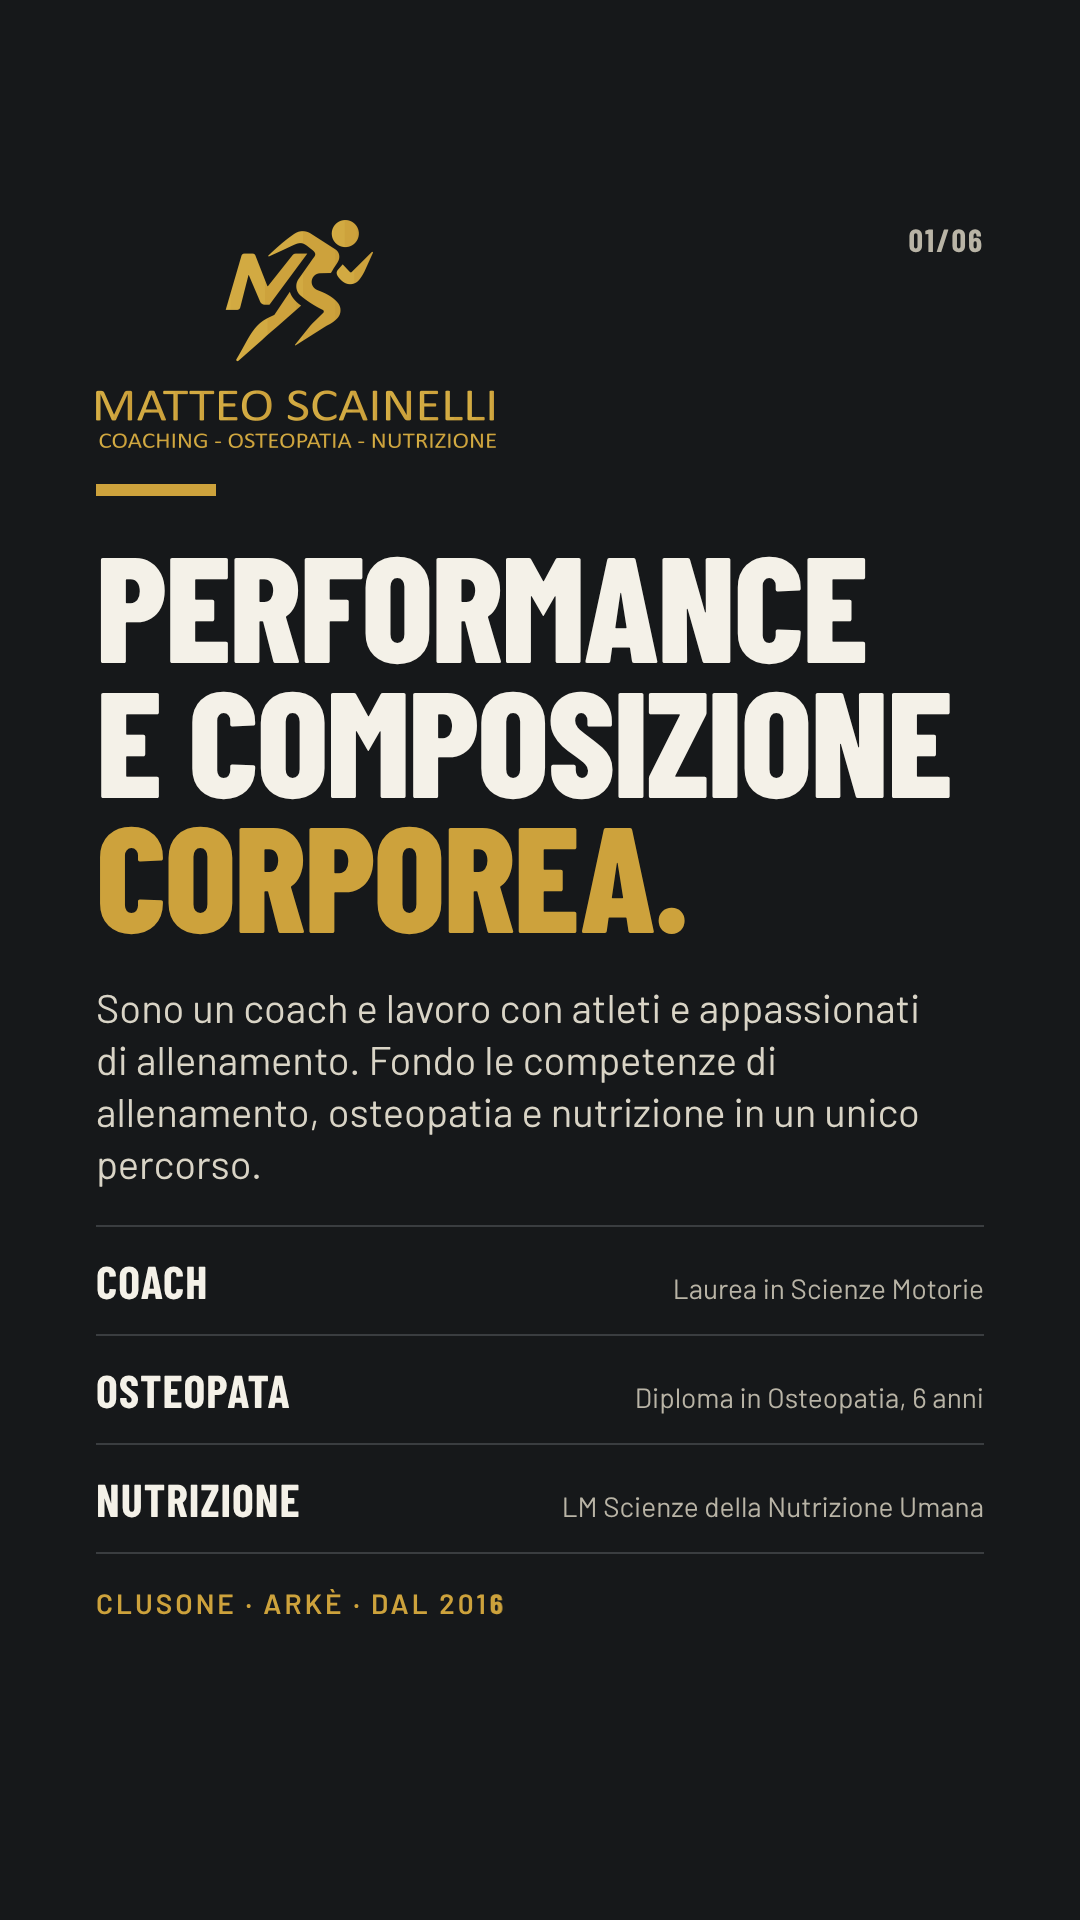 01/06
MATTEO SCAINELLI
COACHING - OSTEOPATIA - NUTRIZIONE
PERFORMANCE
E COMPOSIZIONE
CORPOREA.
Sono un coach e lavoro con atleti e appassionati
di allenamento. Fondo le competenze di
allenamento, osteopatia e nutrizione in un unico
percorso.
COACH Laurea in Scienze Motorie
OSTEOPATA Diploma in Osteopatia, 6 anni
NUTRIZIONE LM Scienze della Nutrizione Umana
CLUSONE · ARKÈ · DAL 2016